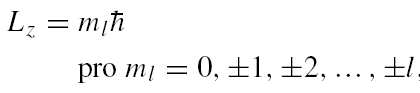 L_z = m_l ℏ
pro m_l = 0, ±1, ±2, ..., ±l,